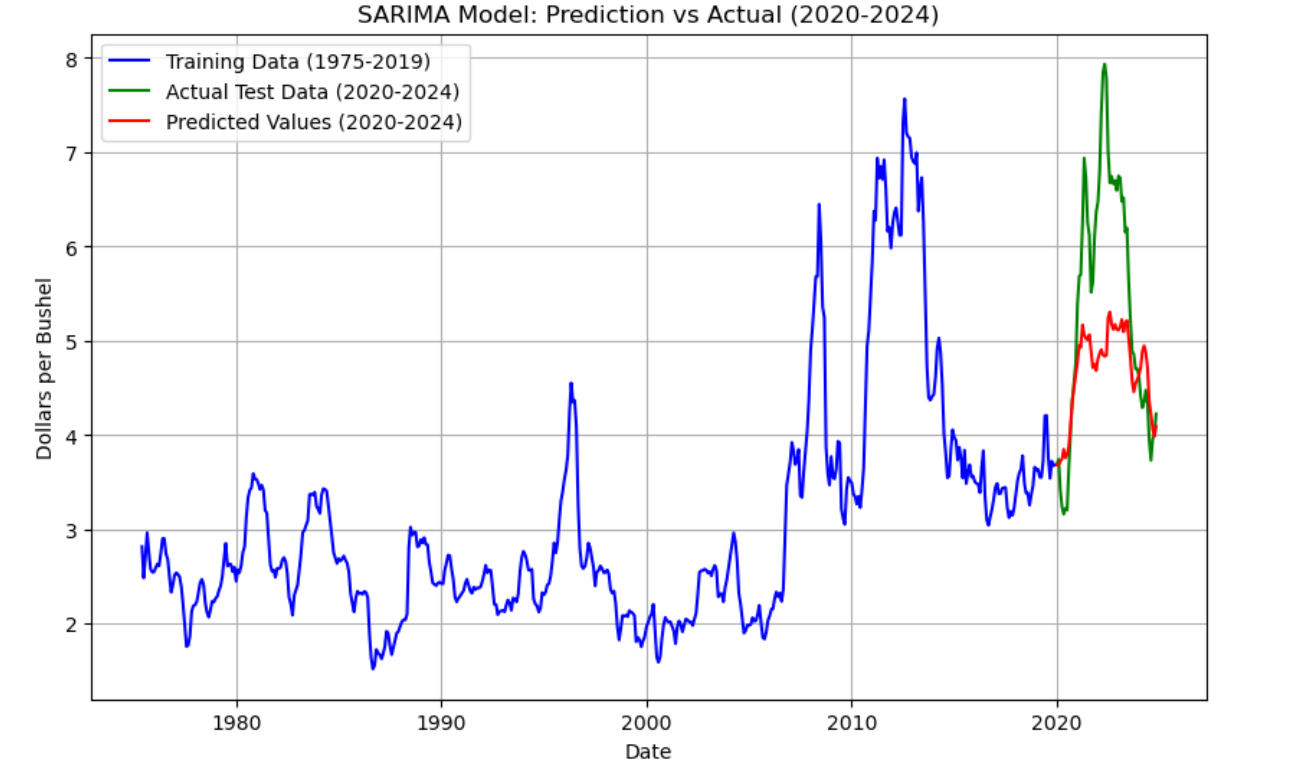 SARIMA Model: Prediction vs Actual (2020-2024)
Training Data (1975-2019)
Actual Test Data (2020-2024)
Predicted Values (2020-2024)
Dollars per Bushel
8
7
6
5
4
3
2
1980
1990
2000
2010
2020
Date